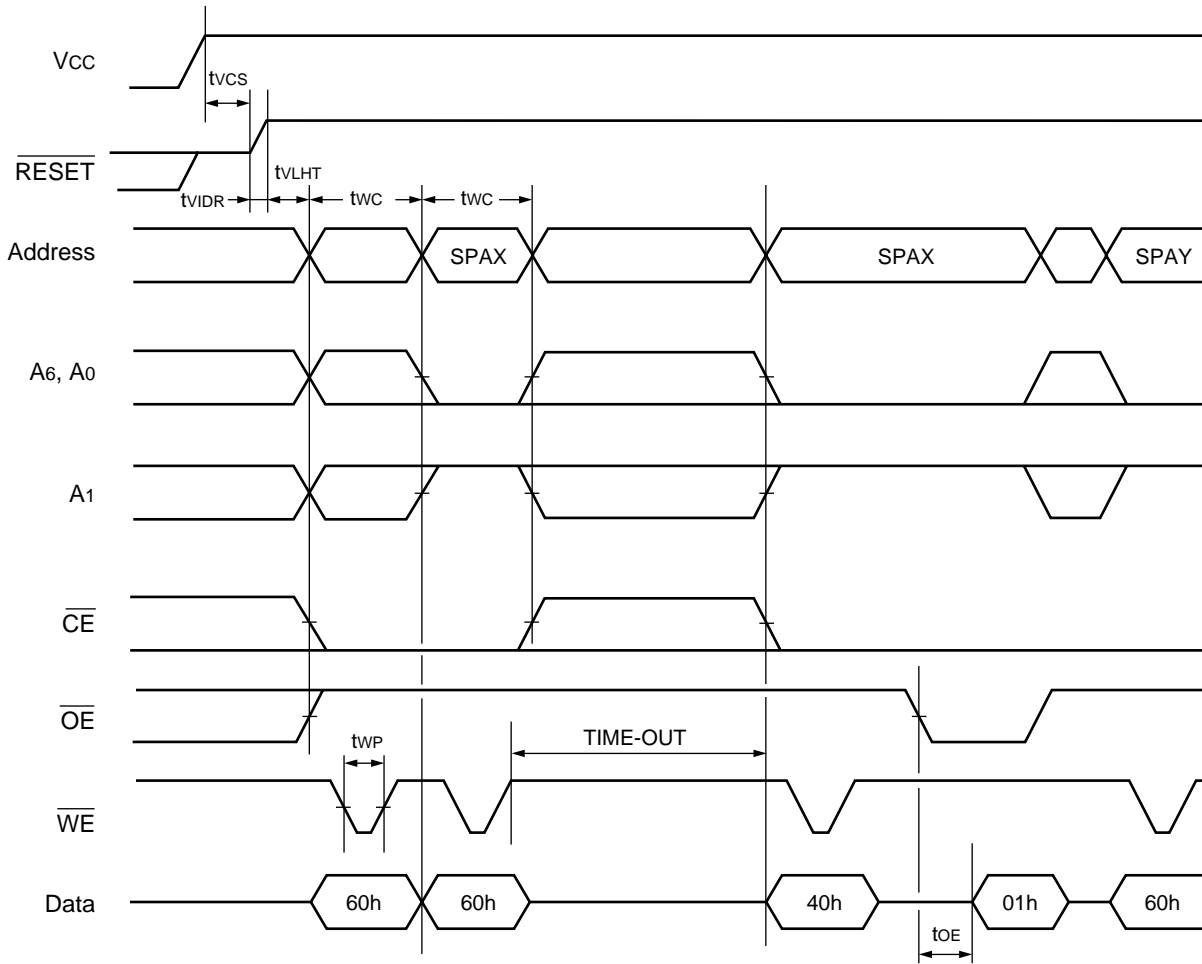 VCC
tVCS
RESET
tVLHT
tVIDR
tWC
tWC
Address
SPAX
SPAX
SPAY
A6, A0
A1
CE
OE
TIME-OUT
tWP
WE
Data
60h
60h
40h
01h
60h
tOE